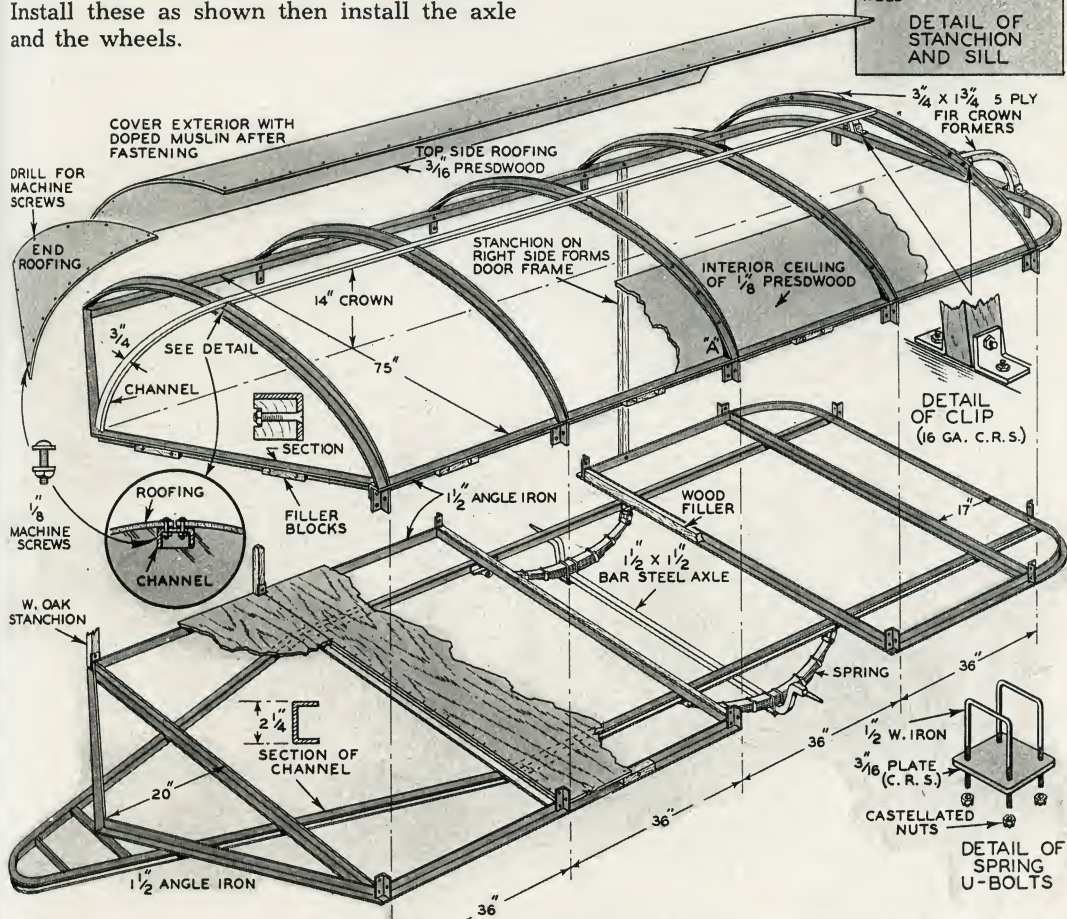 Install these as shown then install the axle
and the wheels.
DETAIL OF
STANCHION
AND SILL
3/4 X 1 3/4 5 PLY
FIR CROWN
FORMERS
COVER EXTERIOR WITH
DOPED MUSLIN AFTER
FASTENING
TOP SIDE ROOFING
3/16 PRESDWOOD
DRILL FOR
MACHINE
SCREWS
END
ROOFING
STANCHION ON
RIGHT SIDE FORMS
DOOR FRAME
INTERIOR CEILING
OF 1/8" PRESDWOOD
14" CROWN
3/4"
SEE DETAIL
75"
"A"
CHANNEL
SECTION
DETAIL
OF CLIP
(16 GA. C.R.S.)
1 1/2" ANGLE IRON
FILLER
BLOCKS
ROOFING
1/8"
MACHINE
SCREWS
CHANNEL
WOOD
FILLER
17"
1 1/2 X 1 1/2"
BAR STEEL AXLE
W. OAK
STANCHION
SPRING
36"
2 1/4"
SECTION OF
CHANNEL
36"
1/2 W. IRON
3/16" PLATE
(C.R.S.)
20"
36"
CASTELLATED
NUTS
DETAIL OF
SPRING
U-BOLTS
1 1/2" ANGLE IRON
36"